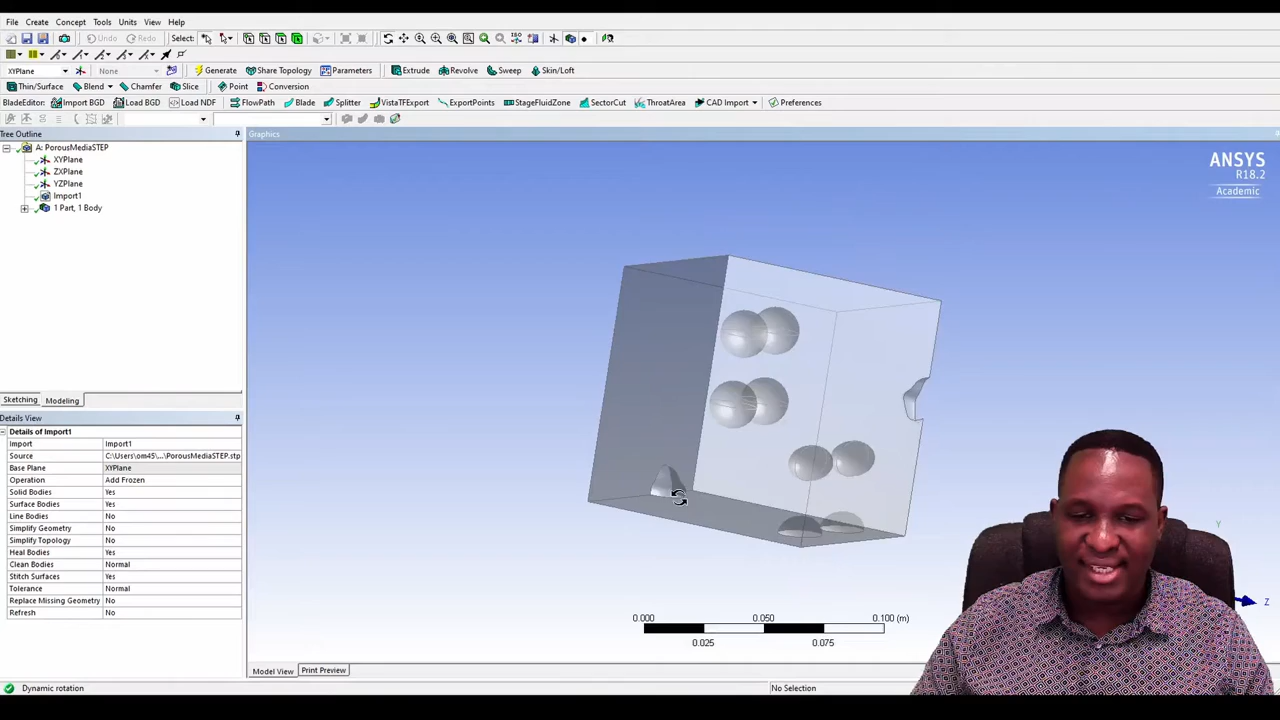 File Create Concept Tools Units View Help
Undo Redo Select:
XYPlane None Generate Share Topology Parameters Extrude Revolve Sweep Skin/Loft
Thin/Surface Blend Chamfer Slice Point Conversion
BladeEditor: Import BGD Load BGD Load NDF FlowPath Blade Splitter VistaTFExport ExportPoints StageFluidZone SectorCut ThroatArea CAD Import Preferences
Tree Outline
A: PorousMediaSTEP
XYPlane
ZXPlane
YZPlane
Import1
1 Part, 1 Body
Sketching Modeling
Details View
Details of Import1
Import Import1
Source C:\Users\om45\...\PorousMediaSTEP.stp
Base Plane XYPlane
Operation Add Frozen
Solid Bodies Yes
Surface Bodies Yes
Line Bodies No
Simplify Geometry No
Simplify Topology No
Heal Bodies Yes
Clean Bodies Normal
Stitch Surfaces Yes
Tolerance Normal
Replace Missing Geometry No
Refresh No
Graphics
ANSYS
R18.2
Academic
Y
Z
0.000 0.050 0.100 (m)
0.025 0.075
Model View Print Preview
Dynamic rotation No Selection